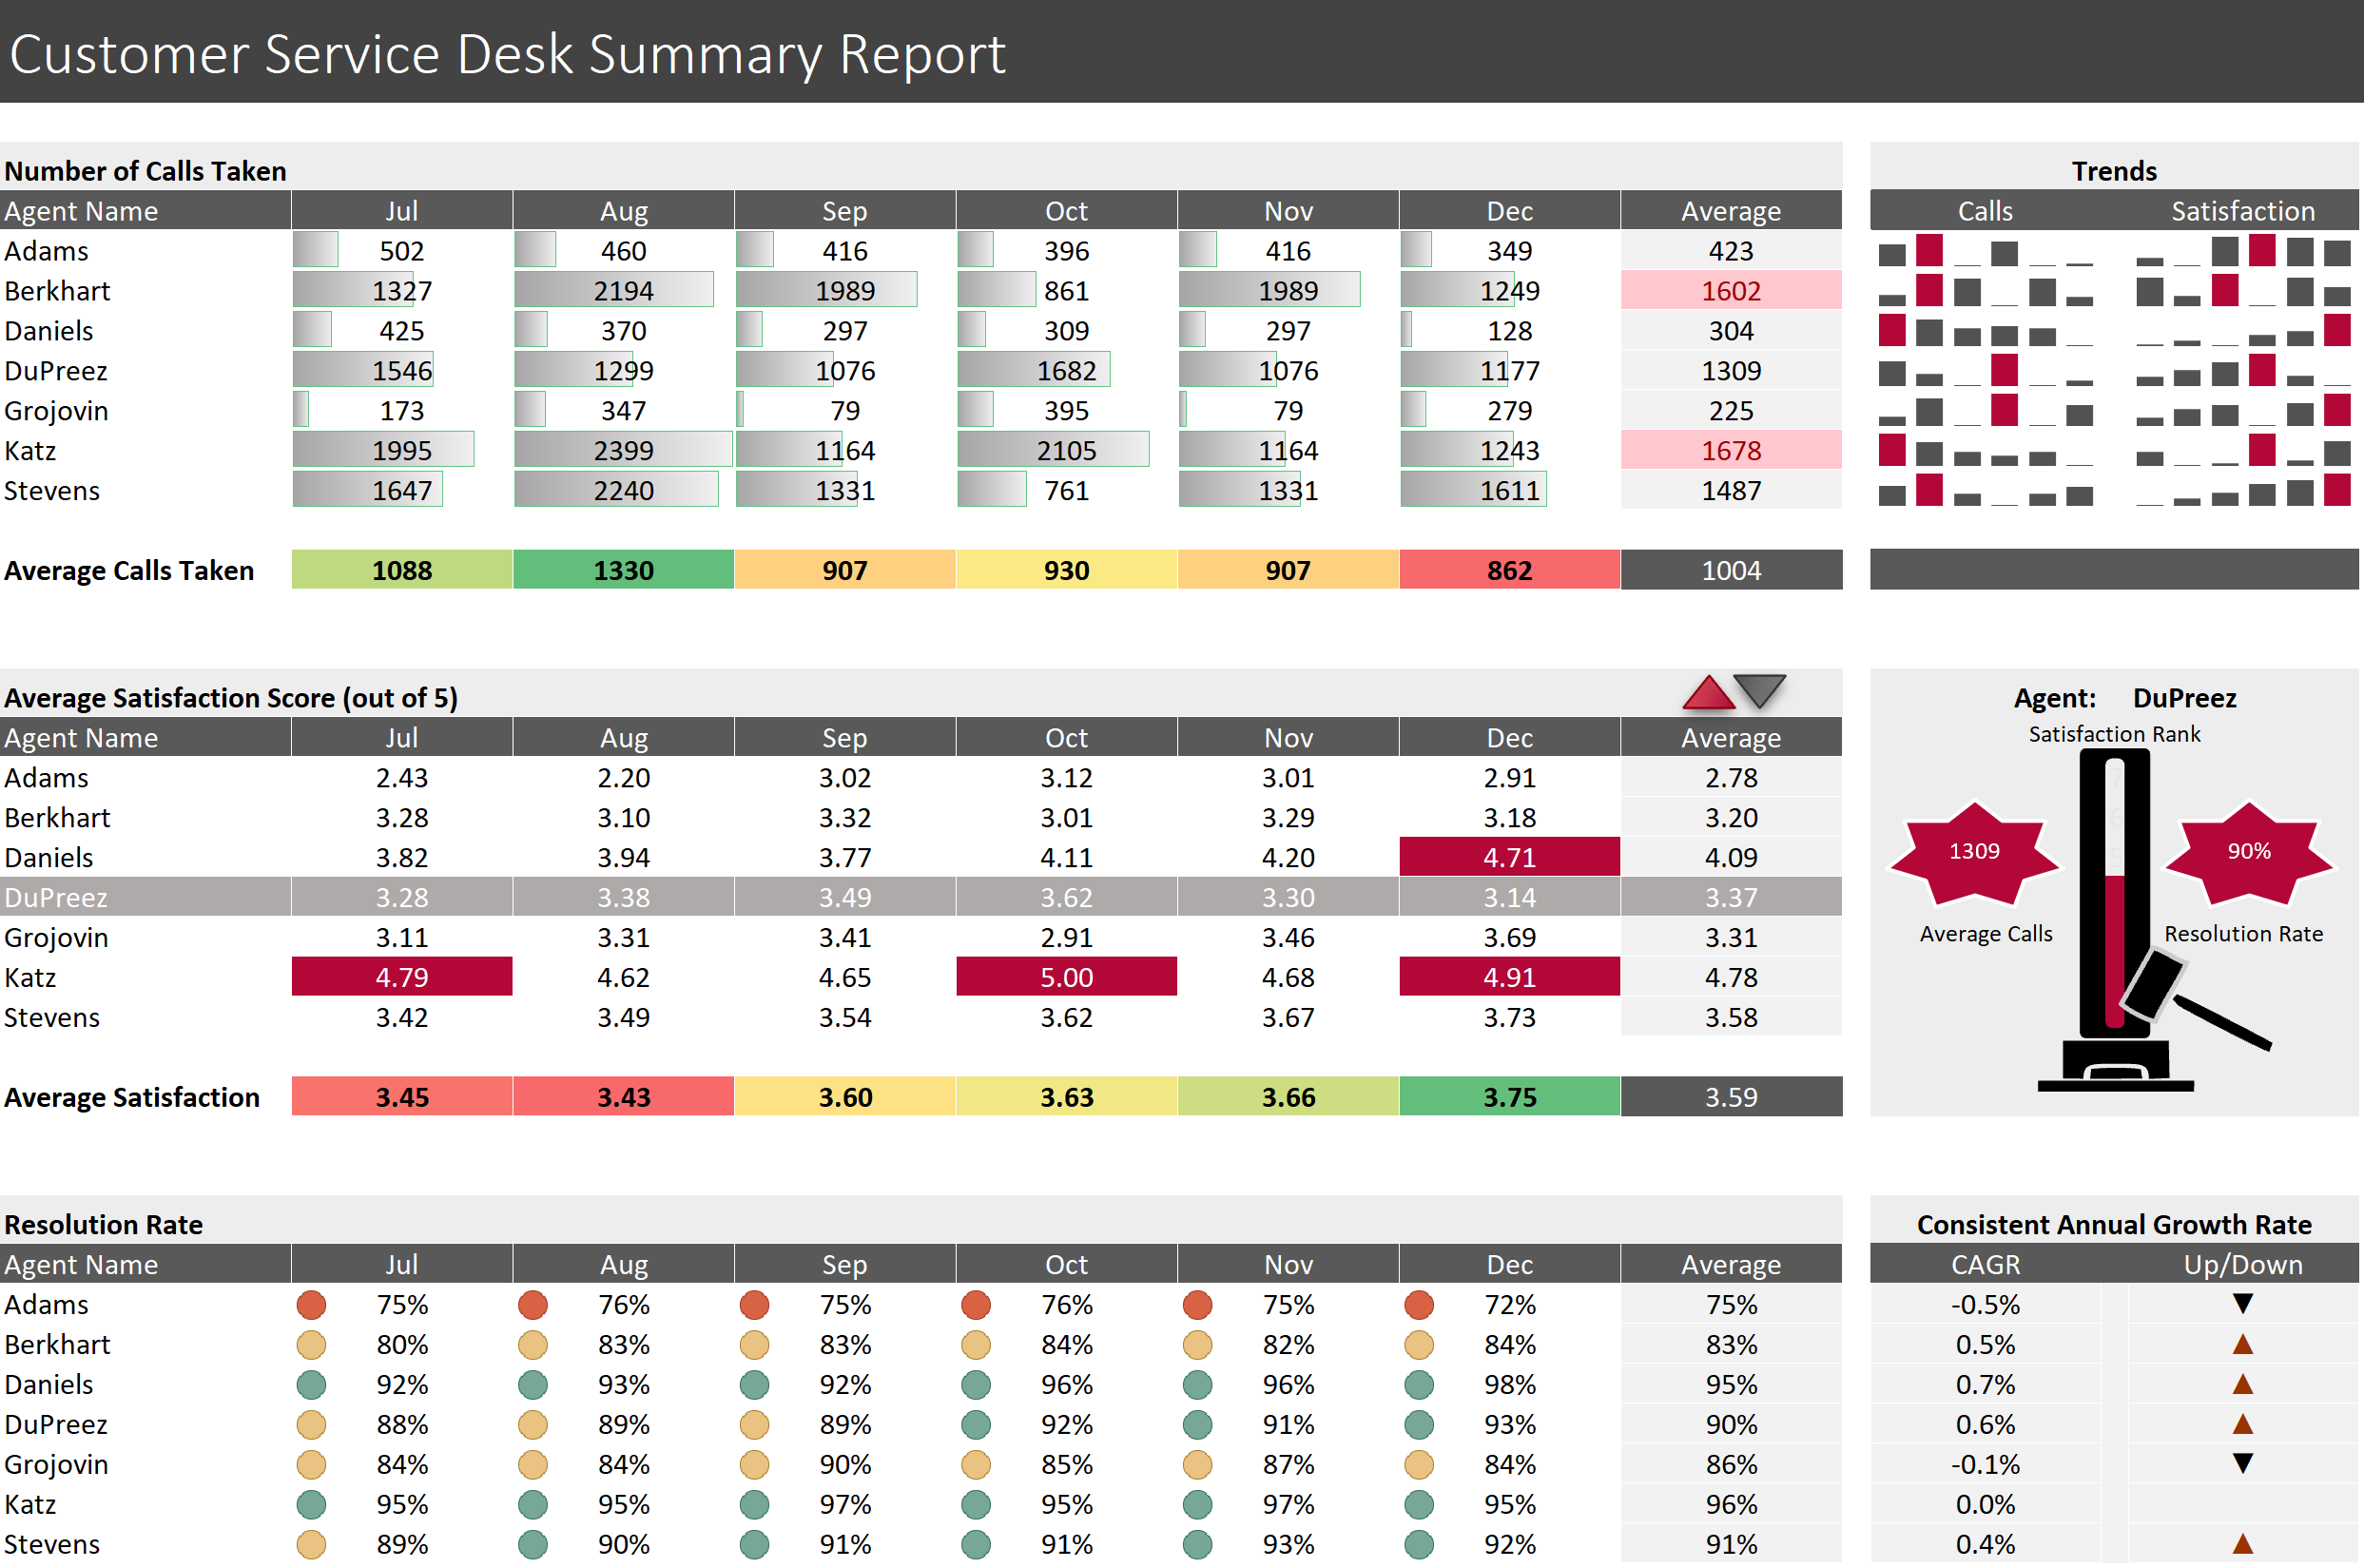 Customer Service Desk Summary Report
Number of Calls Taken
Agent Name Jul Aug Sep Oct Nov Dec Average
Adams 502 460 416 396 416 349 423
Berkhart 1327 2194 1989 861 1989 1249 1602
Daniels 425 370 297 309 297 128 304
DuPreez 1546 1299 1076 1682 1076 1177 1309
Grojovin 173 347 79 395 79 279 225
Katz 1995 2399 1164 2105 1164 1243 1678
Stevens 1647 2240 1331 761 1331 1611 1487
Average Calls Taken 1088 1330 907 930 907 862 1004
Trends
Calls Satisfaction
Average Satisfaction Score (out of 5)
Agent Name Jul Aug Sep Oct Nov Dec Average
Adams 2.43 2.20 3.02 3.12 3.01 2.91 2.78
Berkhart 3.28 3.10 3.32 3.01 3.29 3.18 3.20
Daniels 3.82 3.94 3.77 4.11 4.20 4.71 4.09
DuPreez 3.28 3.38 3.49 3.62 3.30 3.14 3.37
Grojovin 3.11 3.31 3.41 2.91 3.46 3.69 3.31
Katz 4.79 4.62 4.65 5.00 4.68 4.91 4.78
Stevens 3.42 3.49 3.54 3.62 3.67 3.73 3.58
Average Satisfaction 3.45 3.43 3.60 3.63 3.66 3.75 3.59
Agent: DuPreez
Satisfaction Rank
1309 90%
Average Calls Resolution Rate
Resolution Rate
Agent Name Jul Aug Sep Oct Nov Dec Average
Adams 75% 76% 75% 76% 75% 72% 75%
Berkhart 80% 83% 83% 84% 82% 84% 83%
Daniels 92% 93% 92% 96% 96% 98% 95%
DuPreez 88% 89% 89% 92% 91% 93% 90%
Grojovin 84% 84% 90% 85% 87% 84% 86%
Katz 95% 95% 97% 95% 97% 95% 96%
Stevens 89% 90% 91% 91% 93% 92% 91%
Consistent Annual Growth Rate
CAGR Up/Down
-0.5% ▼
0.5% ▲
0.7% ▲
0.6% ▲
-0.1% ▼
0.0%
0.4% ▲